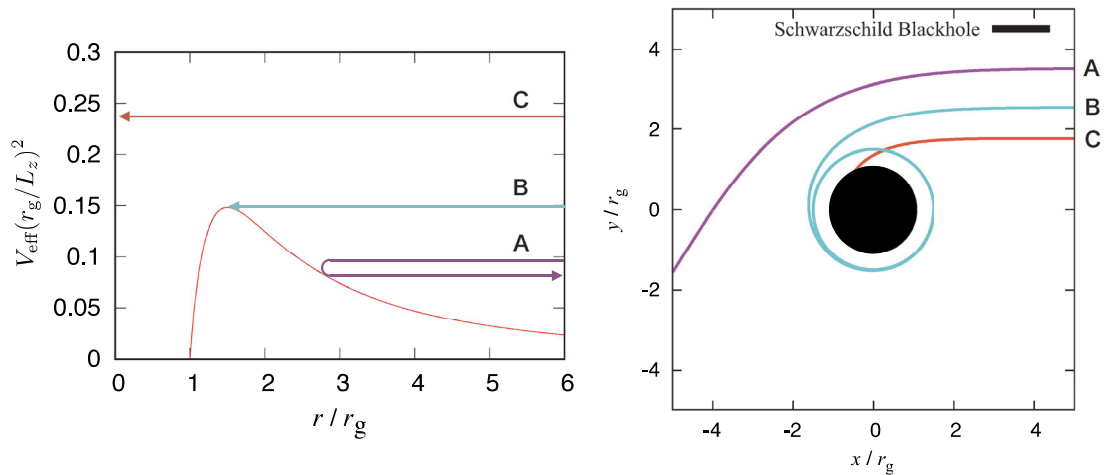 0.3
0.25
0.2
0.15
0.1
0.05
0
V_eff(r_g/L_z)^2
C
B
A
0 1 2 3 4 5 6
r / r_g
Schwarzschild Blackhole
4
2
0
-2
-4
y / r_g
A
B
C
-4 -2 0 2 4
x / r_g